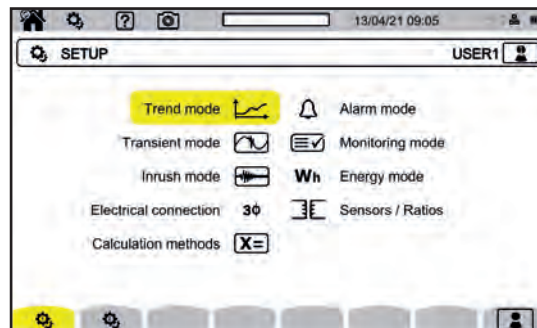 13/04/21 09:05
SETUP USER1
Trend mode Alarm mode
Transient mode Monitoring mode
Inrush mode Wh Energy mode
Electrical connection 3ϕ Sensors / Ratios
Calculation methods X=